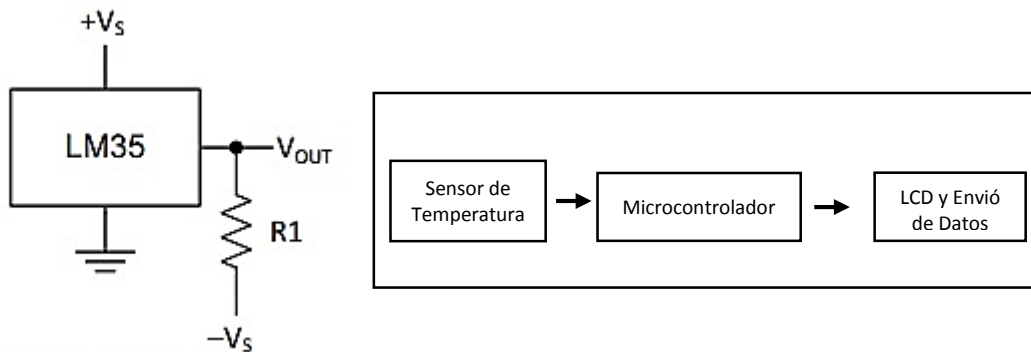 +VS
LM35
VOUT
R1
−VS
Sensor de
Temperatura
Microcontrolador
LCD y Envió
de Datos